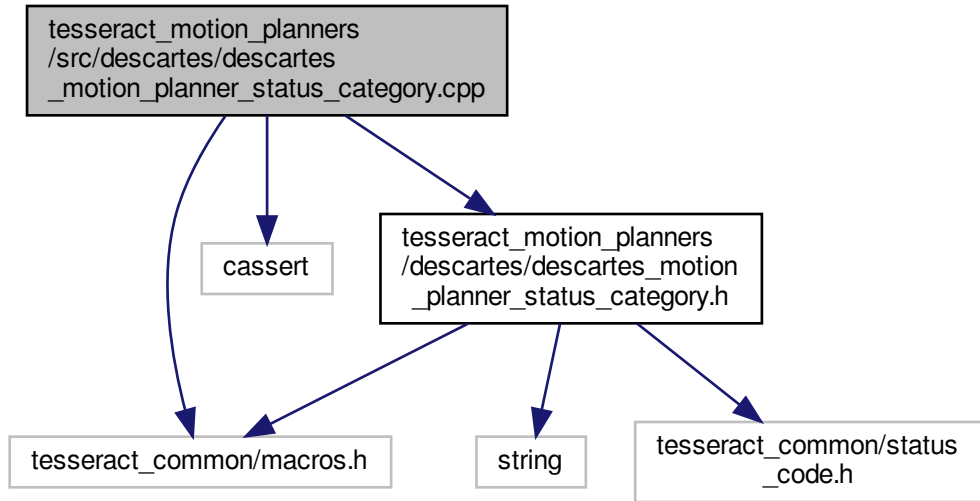 tesseract_motion_planners
/src/descartes/descartes
_motion_planner_status_category.cpp
cassert
tesseract_motion_planners
/descartes/descartes_motion
_planner_status_category.h
tesseract_common/macros.h
string
tesseract_common/status
_code.h